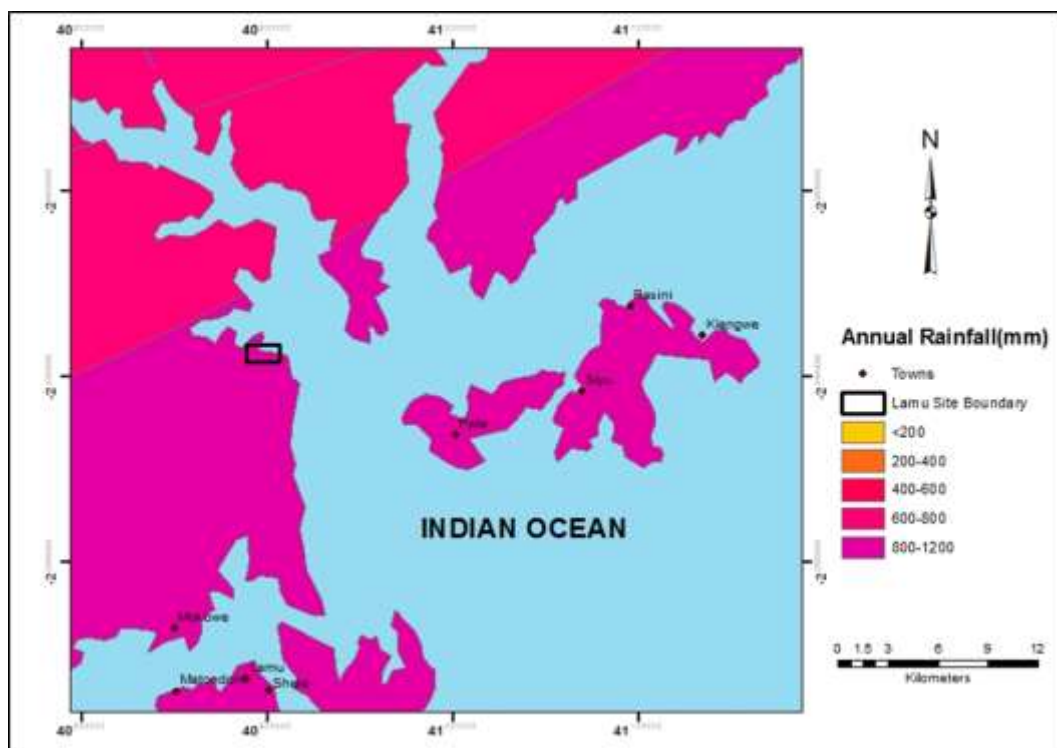 40
40
41
41
N
Basini
Kiangwe
Siyu
Pate
INDIAN OCEAN
Mokowe
Lamu
Shela
Annual Rainfall(mm)
Towns
Lamu Site Boundary
<200
200-400
400-600
600-800
800-1200
0 1.5 3 6 9 12
Kilometers
40
40
41
41